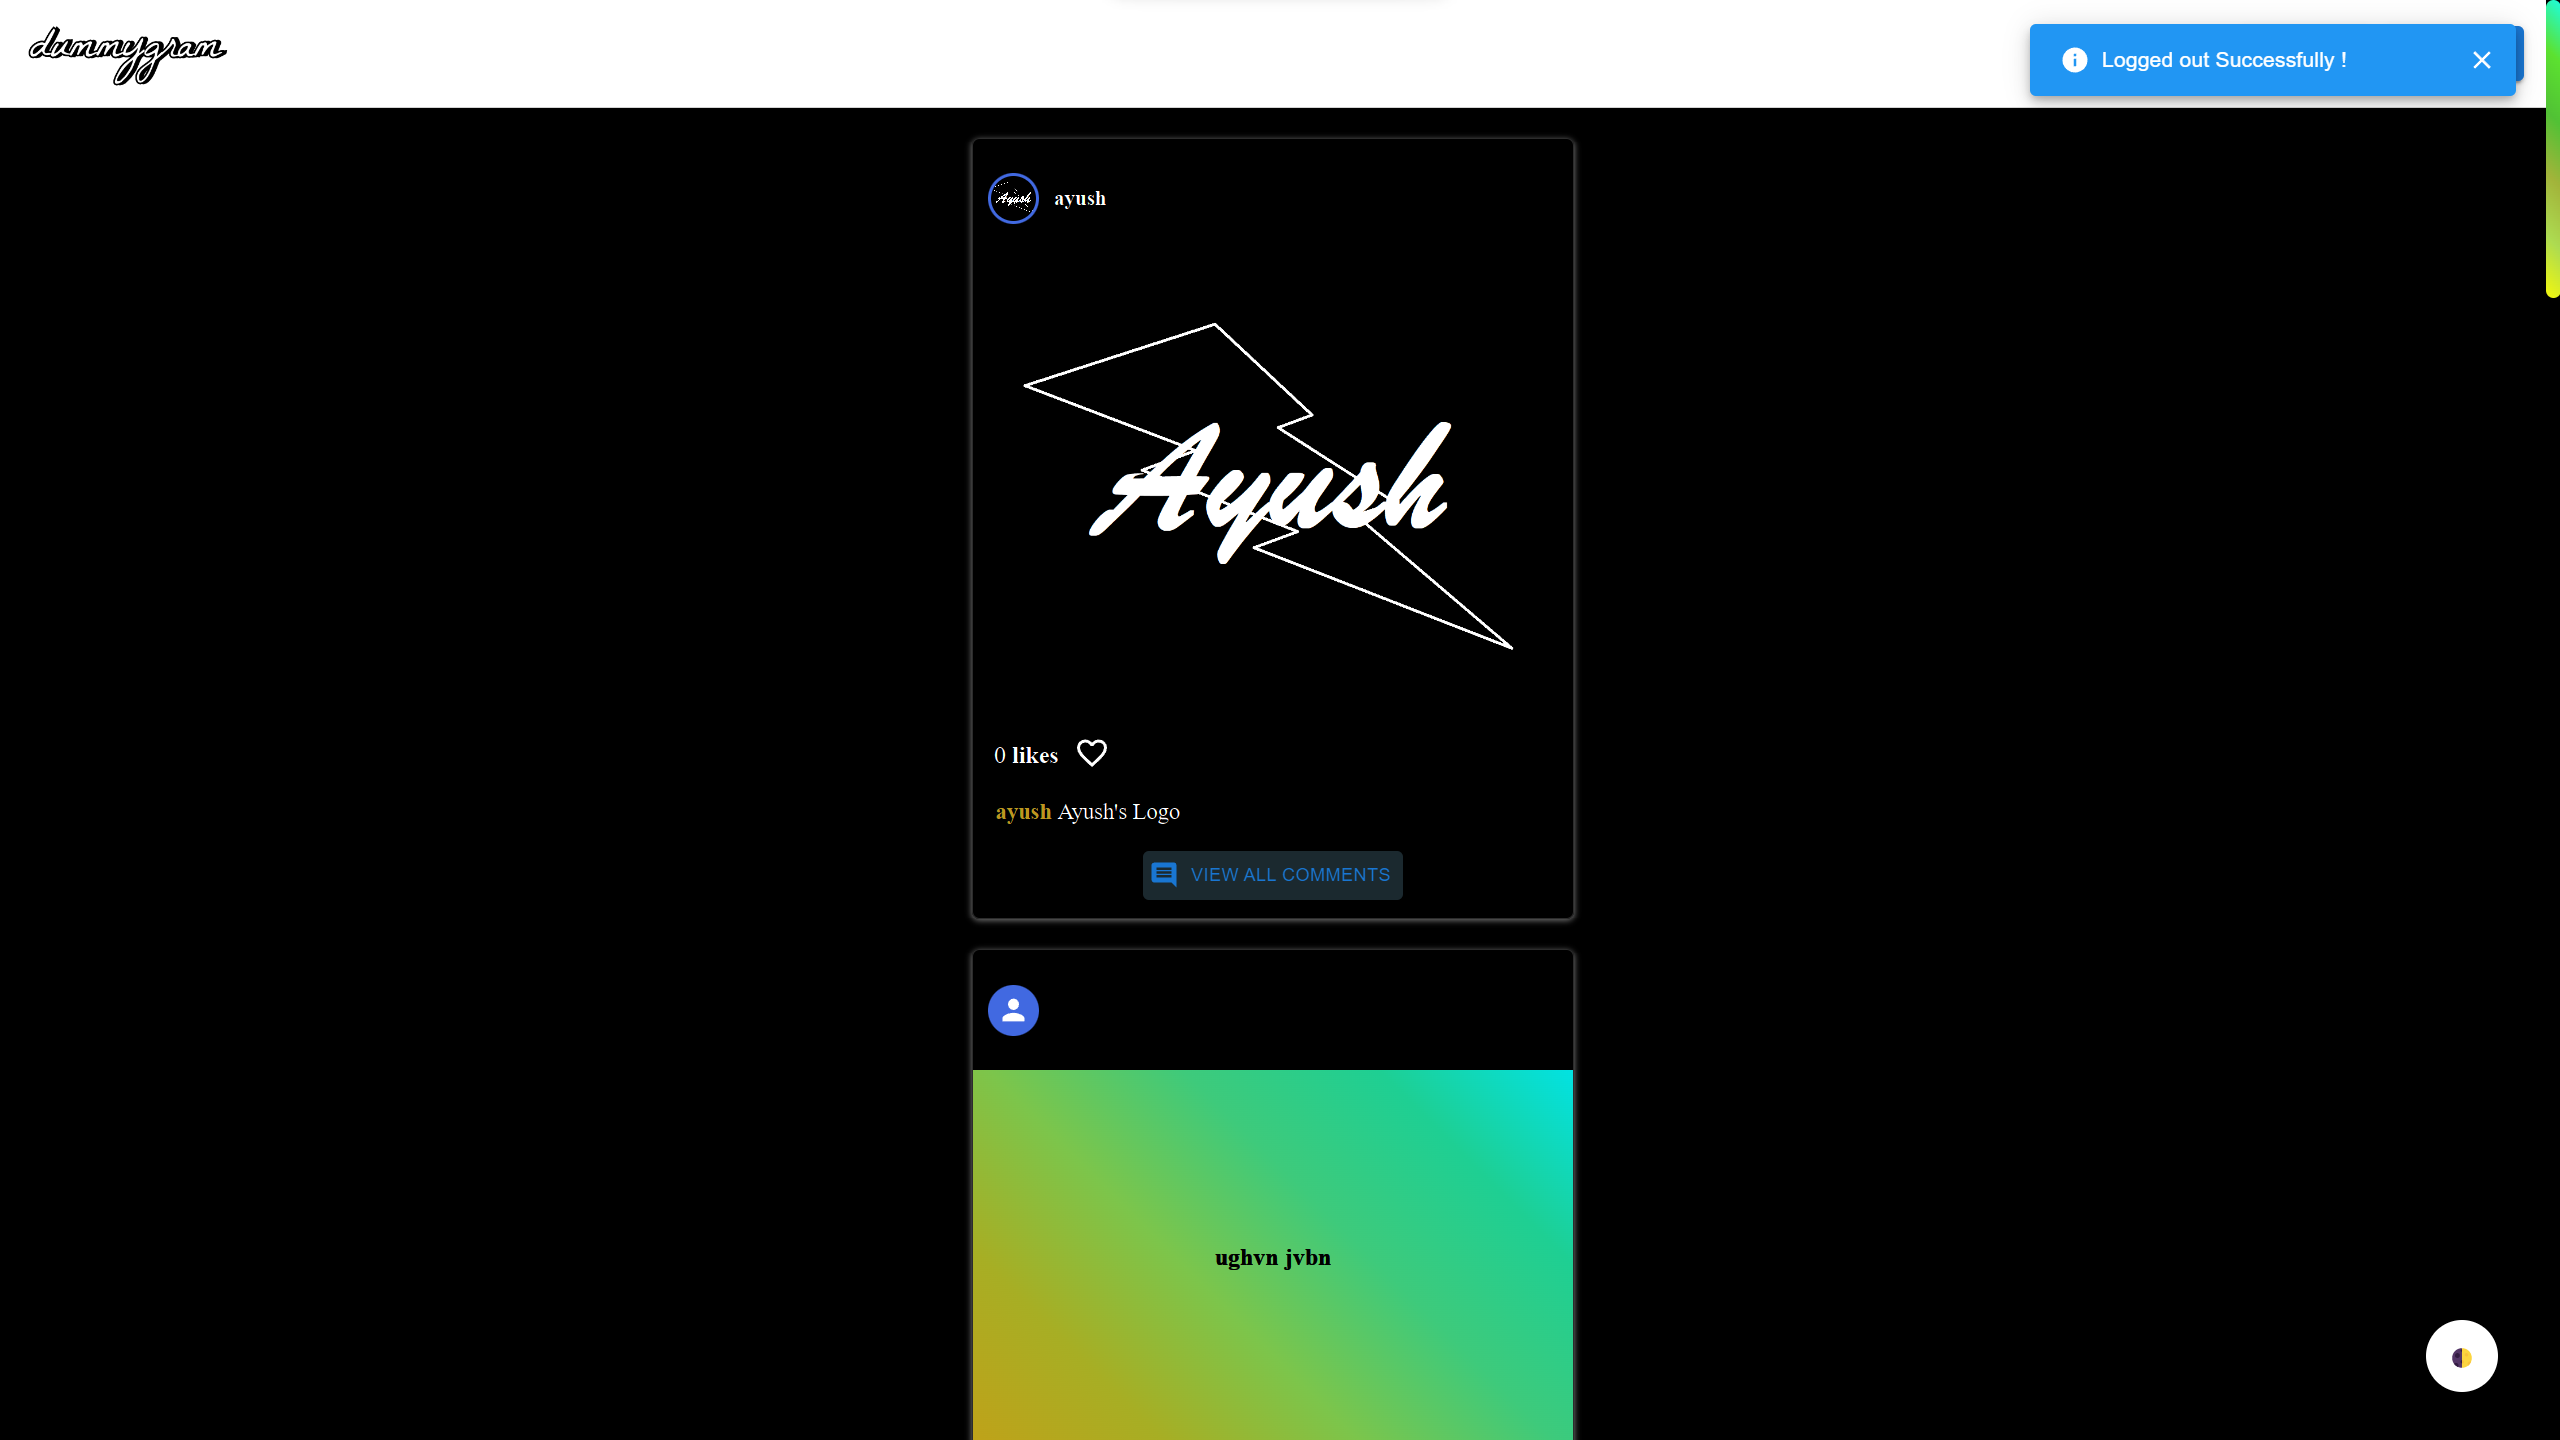 dummygram
Logged out Successfully !
Ayush
ayush
Ayush
0 likes
ayush Ayush's Logo
VIEW ALL COMMENTS
ughvn jvbn